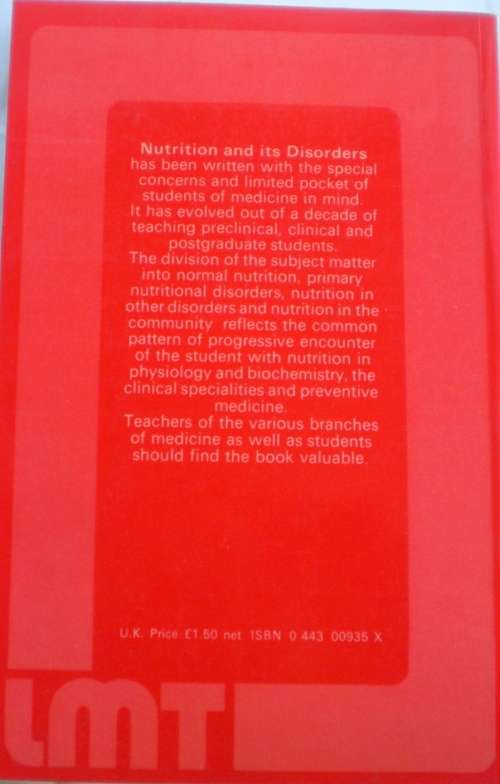 Nutrition and its Disorders
has been written with the special
concerns and limited pocket of
students of medicine in mind.
It has evolved out of a decade of
teaching preclinical, clinical and
postgraduate students.
The division of the subject matter
into normal nutrition, primary
nutritional disorders, nutrition in
other disorders and nutrition in the
community reflects the common
pattern of progressive encounter
of the student with nutrition in
physiology and biochemistry, the
clinical specialities and preventive
medicine.
Teachers of the various branches
of medicine as well as students
should find the book valuable.
U.K. Price £1.50 net ISBN 0 443 00935 X
LMT